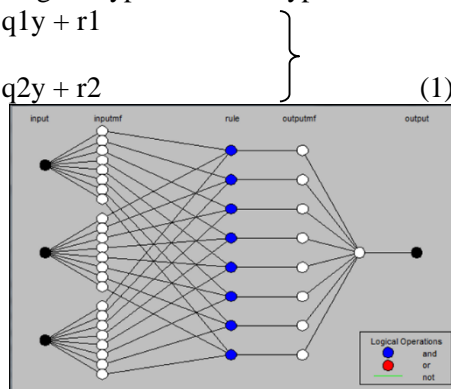 q1y + r1
q2y + r2 (1)
input inputmf rule outputmf output
Logical Operations
and
or
not